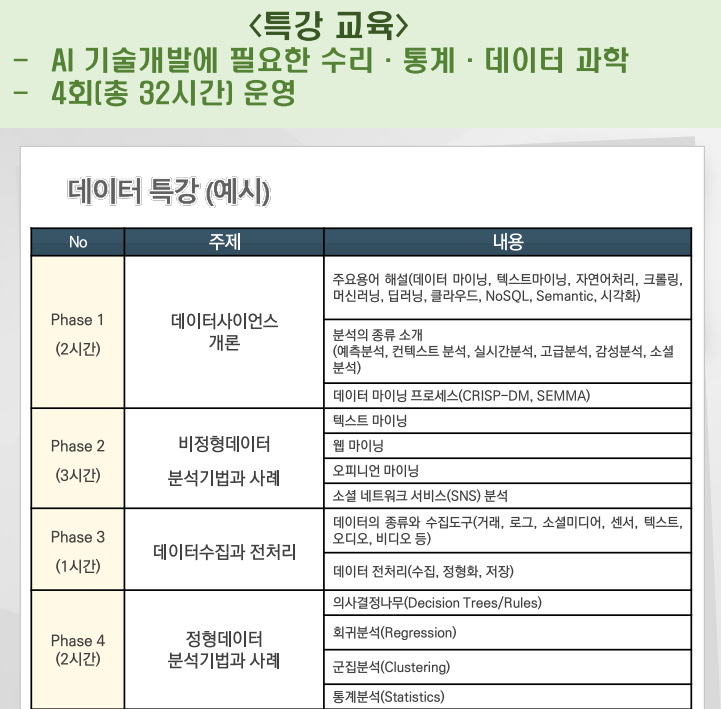 <특강 교육>
- AI 기술개발에 필요한 수리 · 통계 · 데이터 과학
- 4회(총 32시간) 운영
데이터 특강 (예시)
No 주제 내용
Phase 1
(2시간)
데이터사이언스
개론
주요용어 해설(데이터 마이닝, 텍스트마이닝, 자연어처리, 크롤링,
머신러닝, 딥러닝, 클라우드, NoSQL, Semantic, 시각화)
분석의 종류 소개
(예측분석, 컨텍스트 분석, 실시간분석, 고급분석, 감성분석, 소셜
분석)
데이터 마이닝 프로세스(CRISP-DM, SEMMA)
Phase 2
(3시간)
비정형데이터
분석기법과 사례
텍스트 마이닝
웹 마이닝
오피니언 마이닝
소셜 네트워크 서비스(SNS) 분석
Phase 3
(1시간)
데이터수집과 전처리
데이터의 종류와 수집도구(거래, 로그, 소셜미디어, 센서, 텍스트,
오디오, 비디오 등)
데이터 전처리(수집, 정형화, 저장)
Phase 4
(2시간)
정형데이터
분석기법과 사례
의사결정나무(Decision Trees/Rules)
회귀분석(Regression)
군집분석(Clustering)
통계분석(Statistics)